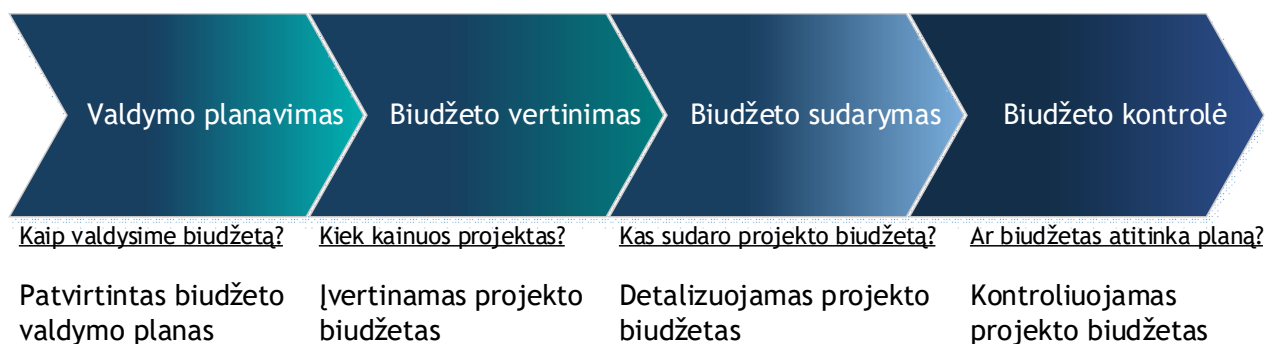 Valdymo planavimas
Biudžeto vertinimas
Biudžeto sudarymas
Biudžeto kontrolė
Kaip valdysime biudžetą?
Kiek kainuos projektas?
Kas sudaro projekto biudžetą?
Ar biudžetas atitinka planą?
Patvirtintas biudžeto
valdymo planas
Įvertinamas projekto
biudžetas
Detalizuojamas projekto
biudžetas
Kontroliuojamas
projekto biudžetas